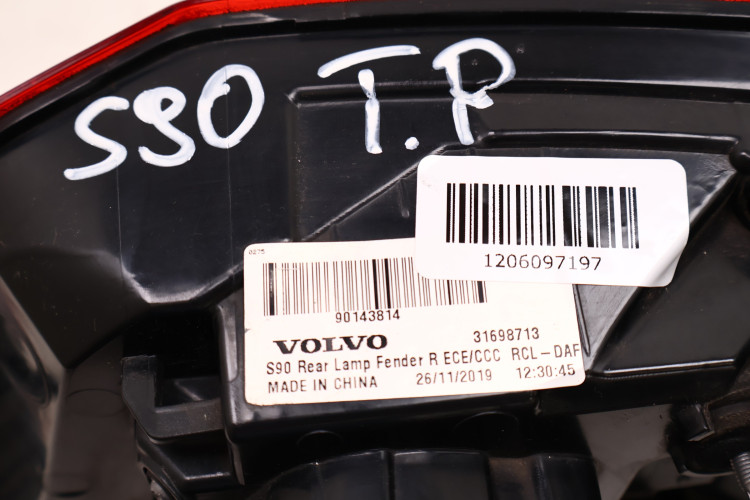 S90 T.P
1206097197
0275
90143814
VOLVO 31698713
S90 Rear Lamp Fender R ECE/CCC RCL-DAF
MADE IN CHINA 26/11/2019 12:30:45